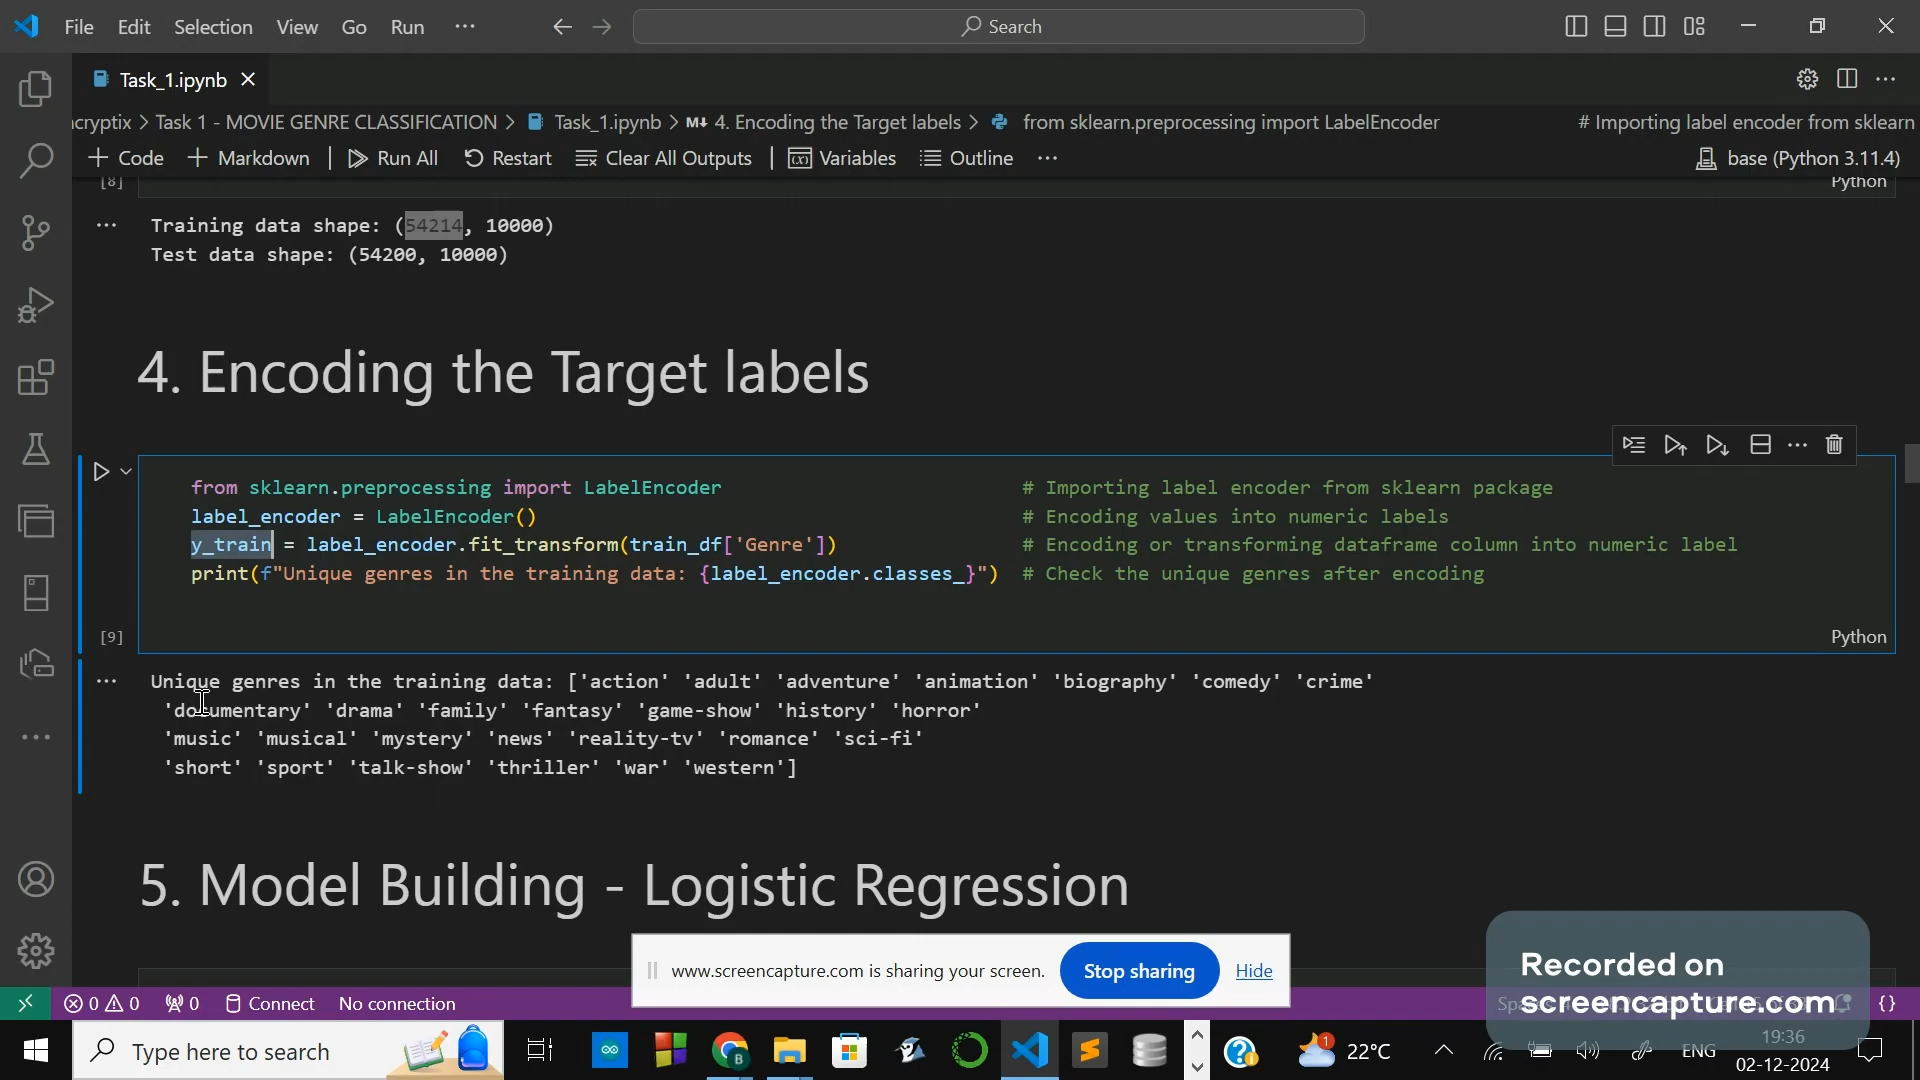 File Edit Selection View Go Run ··· Search
Task_1.ipynb
cryptix > Task 1 - MOVIE GENRE CLASSIFICATION > Task_1.ipynb > M↓ 4. Encoding the Target labels > from sklearn.preprocessing import LabelEncoder # Importing label encoder from sklearn
+ Code + Markdown | Run All Restart Clear All Outputs | Variables Outline ··· base (Python 3.11.4)
[8] Python
Training data shape: (54214, 10000)
Test data shape: (54200, 10000)
4. Encoding the Target labels
from sklearn.preprocessing import LabelEncoder # Importing label encoder from sklearn package
label_encoder = LabelEncoder() # Encoding values into numeric labels
y_train = label_encoder.fit_transform(train_df['Genre']) # Encoding or transforming dataframe column into numeric label
print(f"Unique genres in the training data: {label_encoder.classes_}") # Check the unique genres after encoding
[9] Python
Unique genres in the training data: ['action' 'adult' 'adventure' 'animation' 'biography' 'comedy' 'crime'
'documentary' 'drama' 'family' 'fantasy' 'game-show' 'history' 'horror'
'music' 'musical' 'mystery' 'news' 'reality-tv' 'romance' 'sci-fi'
'short' 'sport' 'talk-show' 'thriller' 'war' 'western']
5. Model Building - Logistic Regression
www.screencapture.com is sharing your screen. Stop sharing Hide
Recorded on
screencapture.com
0 0 0 Connect No connection {}
Type here to search 1 22°C ENG 19:36
02-12-2024